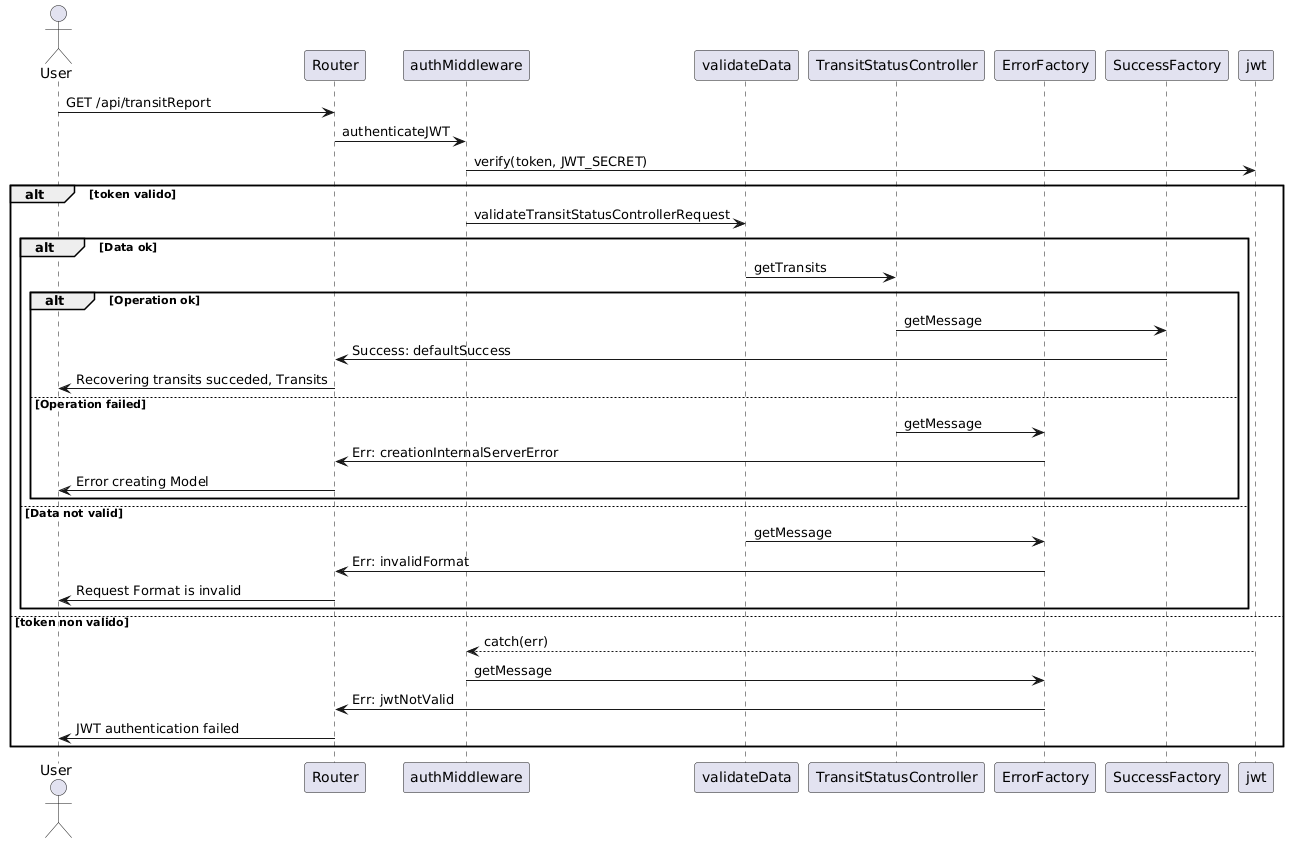 User
Router
authMiddleware
validateData
TransitStatusController
ErrorFactory
SuccessFactory
jwt
GET /api/transitReport
authenticateJWT
verify(token, JWT_SECRET)
alt [token valido]
validateTransitStatusControllerRequest
alt [Data ok]
getTransits
alt [Operation ok]
getMessage
Success: defaultSuccess
Recovering transits succeded, Transits
[Operation failed]
getMessage
Err: creationInternalServerError
Error creating Model
[Data not valid]
getMessage
Err: invalidFormat
Request Format is invalid
[token non valido]
catch(err)
getMessage
Err: jwtNotValid
JWT authentication failed
User
Router
authMiddleware
validateData
TransitStatusController
ErrorFactory
SuccessFactory
jwt